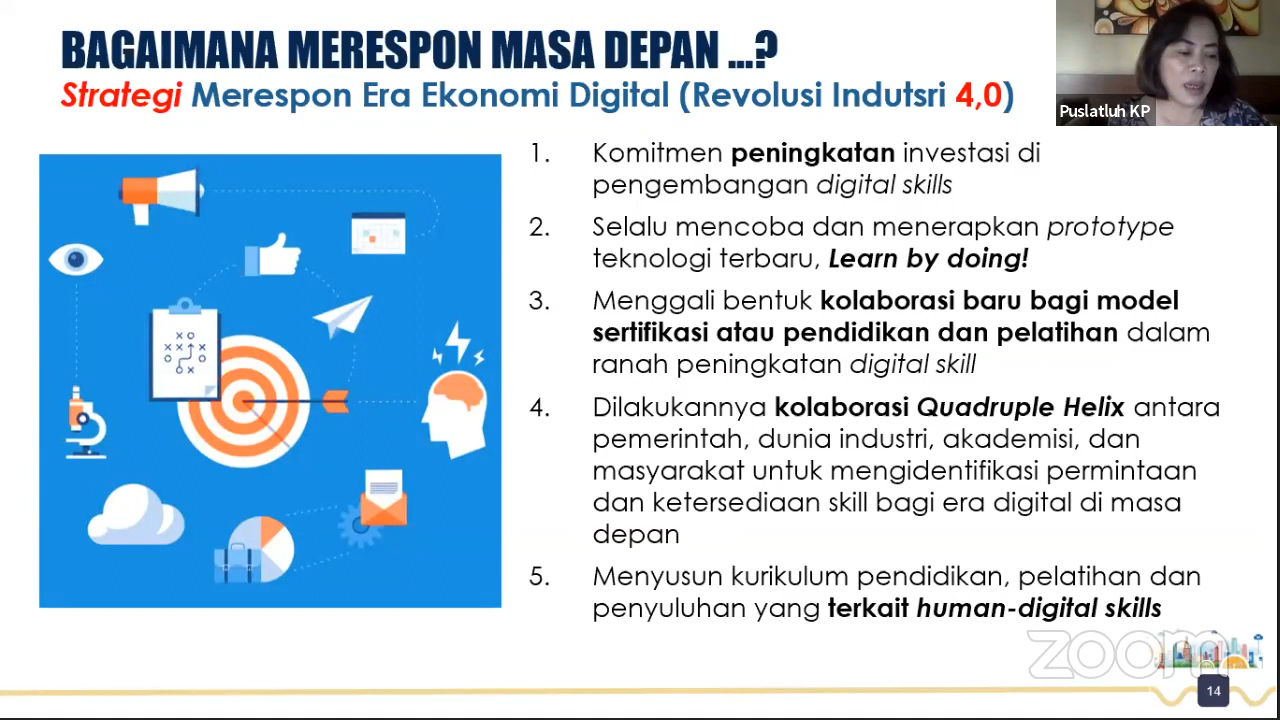 BAGAIMANA MERESPON MASA DEPAN ...?
Strategi Merespon Era Ekonomi Digital (Revolusi Indutsri 4,0)
Puslatluh KP
1. Komitmen peningkatan investasi di
pengembangan digital skills
2. Selalu mencoba dan menerapkan prototype
teknologi terbaru, Learn by doing!
3. Menggali bentuk kolaborasi baru bagi model
sertifikasi atau pendidikan dan pelatihan dalam
ranah peningkatan digital skill
4. Dilakukannya kolaborasi Quadruple Helix antara
pemerintah, dunia industri, akademisi, dan
masyarakat untuk mengidentifikasi permintaan
dan ketersediaan skill bagi era digital di masa
depan
5. Menyusun kurikulum pendidikan, pelatihan dan
penyuluhan yang terkait human-digital skills
zoom
14